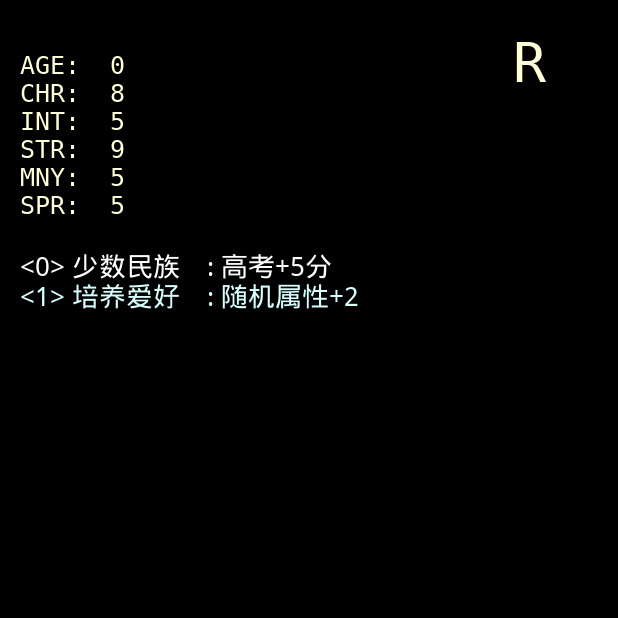 R
AGE: 0
CHR: 8
INT: 5
STR: 9
MNY: 5
SPR: 5
<0> 少数民族 : 高考+5分
<1> 培养爱好 : 随机属性+2